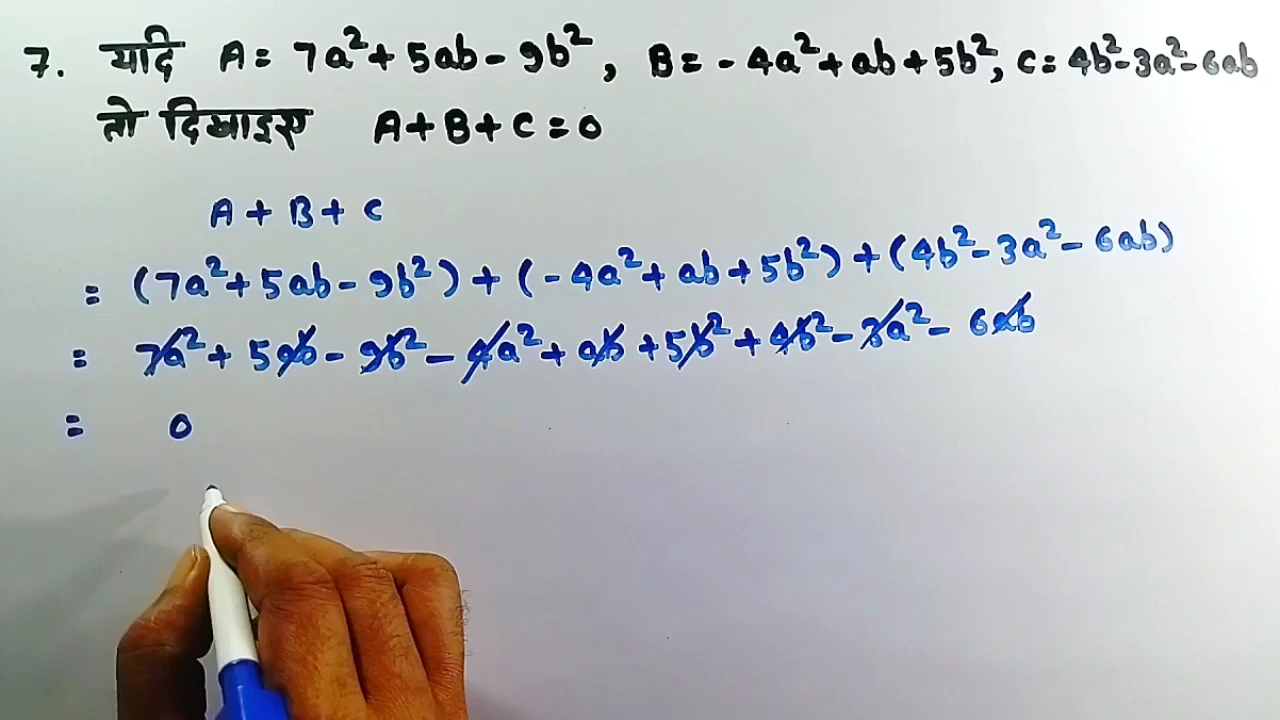 7. यदि A = 7a² + 5ab - 9b², B = - 4a² + ab + 5b², C = 4b² - 3a² - 6ab
तो दिखाइए A + B + C = 0
A + B + C
= (7a² + 5ab - 9b²) + (- 4a² + ab + 5b²) + (4b² - 3a² - 6ab)
= 7a² + 5ab - 9b² - 4a² + ab + 5b² + 4b² - 3a² - 6ab
= 0